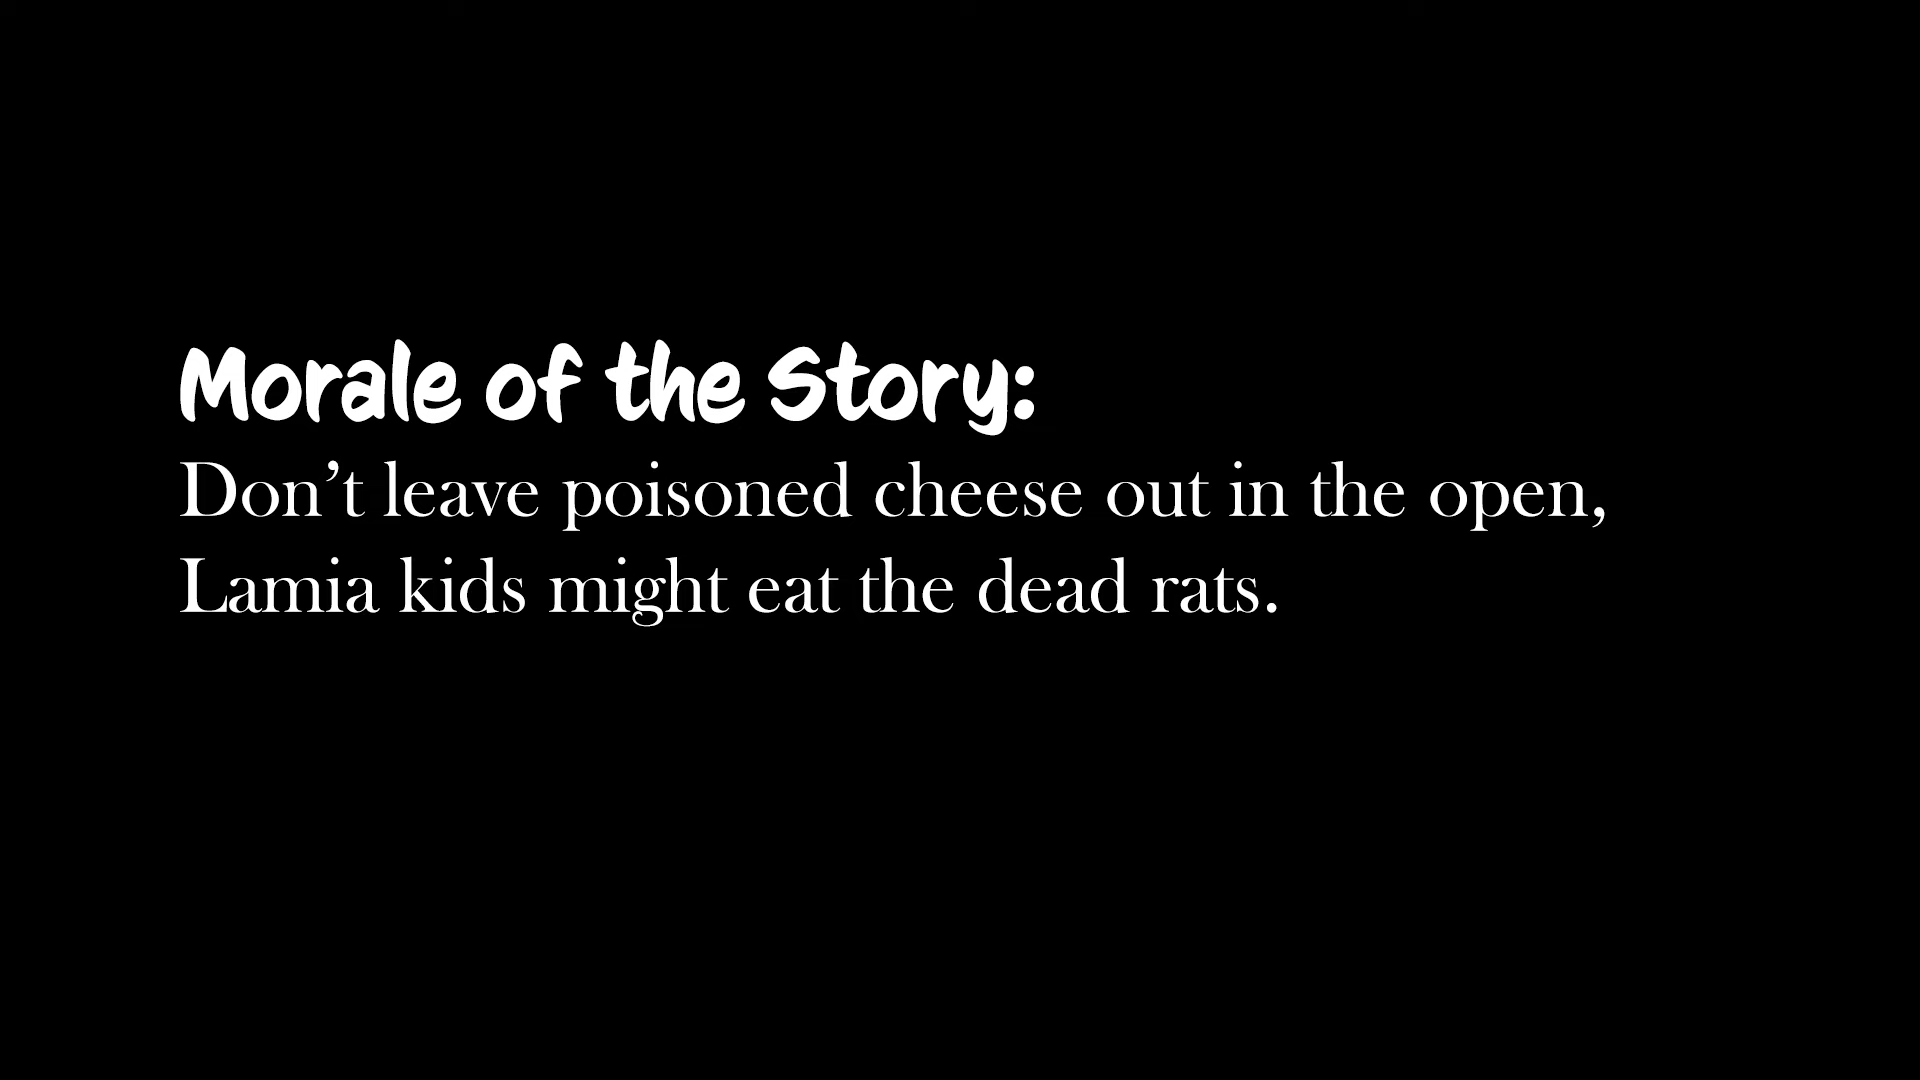 Morale of the Story:
Don’t leave poisoned cheese out in the open,
Lamia kids might eat the dead rats.